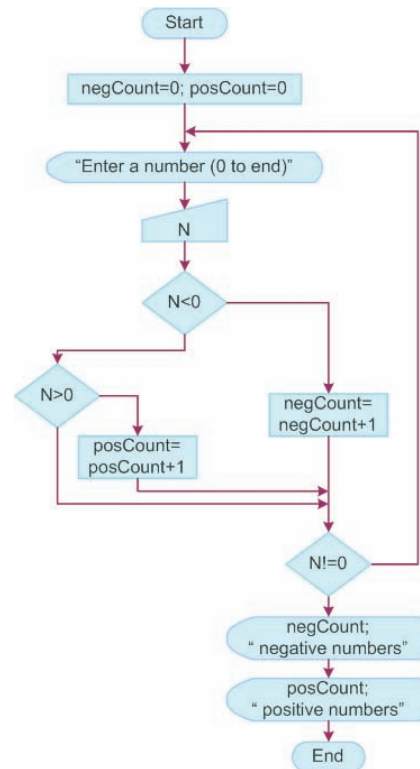 Start
negCount=0; posCount=0
“Enter a number (0 to end)”
N
N<0
N>0
negCount=
negCount+1
posCount=
posCount+1
N!=0
negCount;
“ negative numbers”
posCount;
“ positive numbers”
End